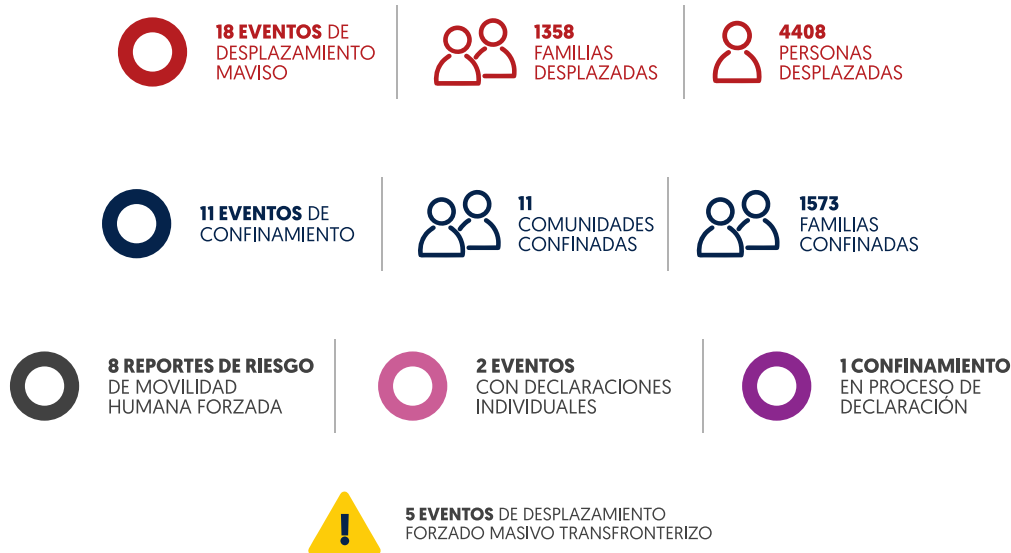 18 EVENTOS DE
DESPLAZAMIENTO
MAVISO
1358
FAMILIAS
DESPLAZADAS
4408
PERSONAS
DESPLAZADAS
11 EVENTOS DE
CONFINAMIENTO
11
COMUNIDADES
CONFINADAS
1573
FAMILIAS
CONFINADAS
8 REPORTES DE RIESGO
DE MOVILIDAD
HUMANA FORZADA
2 EVENTOS
CON DECLARACIONES
INDIVIDUALES
1 CONFINAMIENTO
EN PROCESO DE
DECLARACIÓN
!
5 EVENTOS DE DESPLAZAMIENTO
FORZADO MASIVO TRANSFRONTERIZO